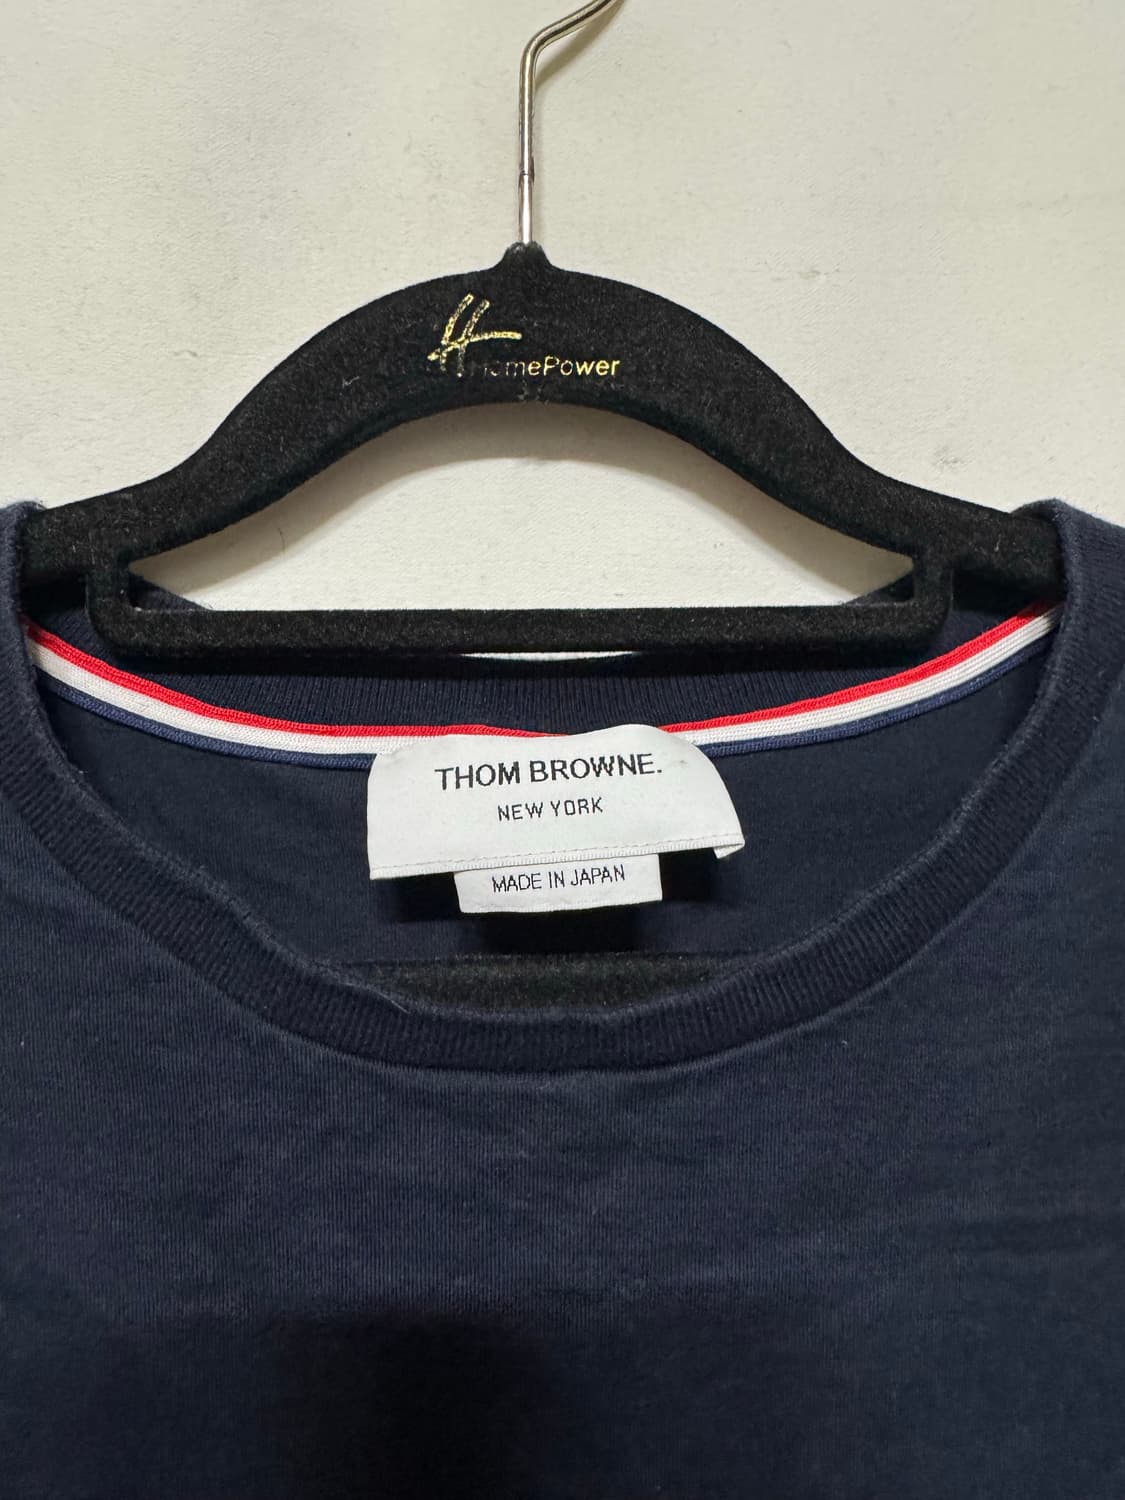 HomePower
THOM BROWNE.
NEW YORK
MADE IN JAPAN